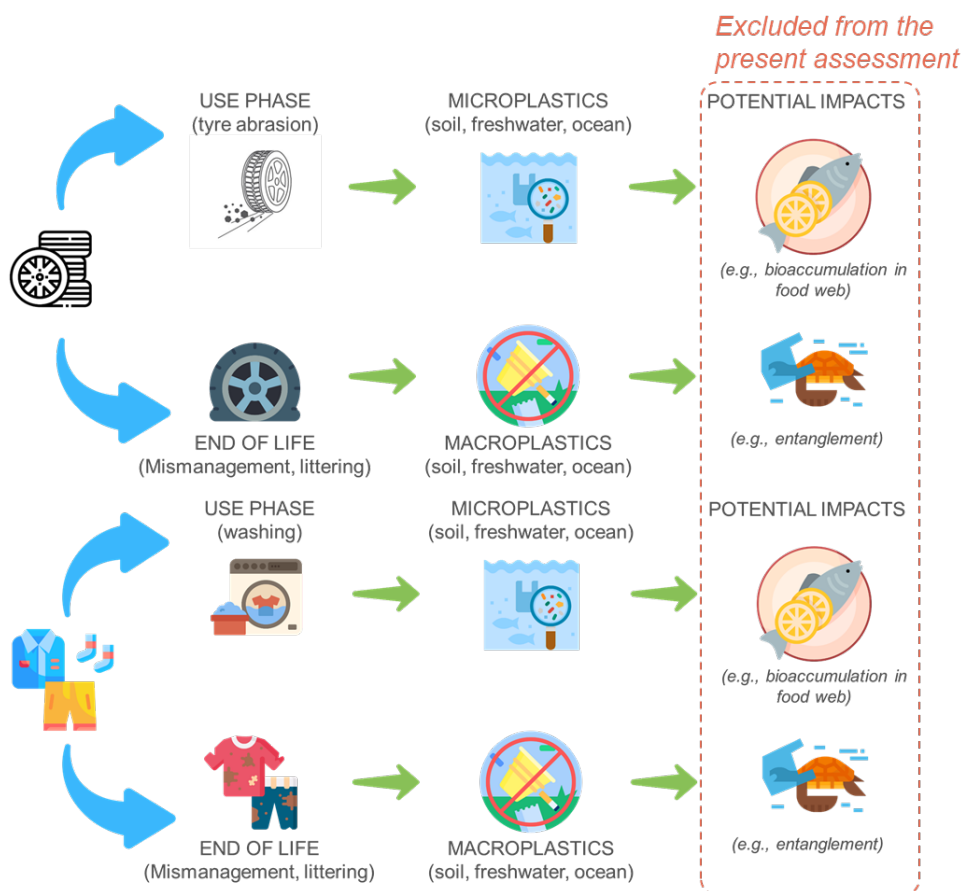 Excluded from the
present assessment
USE PHASE
(tyre abrasion)
MICROPLASTICS
(soil, freshwater, ocean)
POTENTIAL IMPACTS
(e.g., bioaccumulation in
food web)
END OF LIFE
(Mismanagement, littering)
MACROPLASTICS
(soil, freshwater, ocean)
(e.g., entanglement)
USE PHASE
(washing)
MICROPLASTICS
(soil, freshwater, ocean)
POTENTIAL IMPACTS
(e.g., bioaccumulation in
food web)
END OF LIFE
(Mismanagement, littering)
MACROPLASTICS
(soil, freshwater, ocean)
(e.g., entanglement)